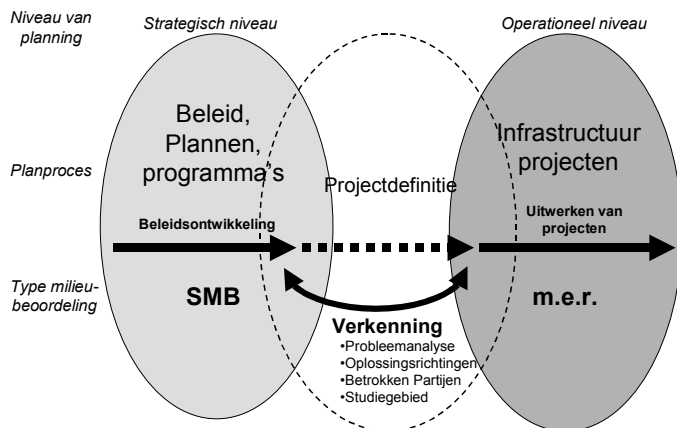 Niveau van
planning
Strategisch niveau
Operationeel niveau
Beleid,
Plannen,
programma's
Infrastructuur
projecten
Planproces
Projectdefinitie
Beleidsontwikkeling
Uitwerken van
projecten
Type milieu-
beoordeling
SMB
m.e.r.
Verkenning
•Probleemanalyse
•Oplossingsrichtingen
•Betrokken Partijen
•Studiegebied